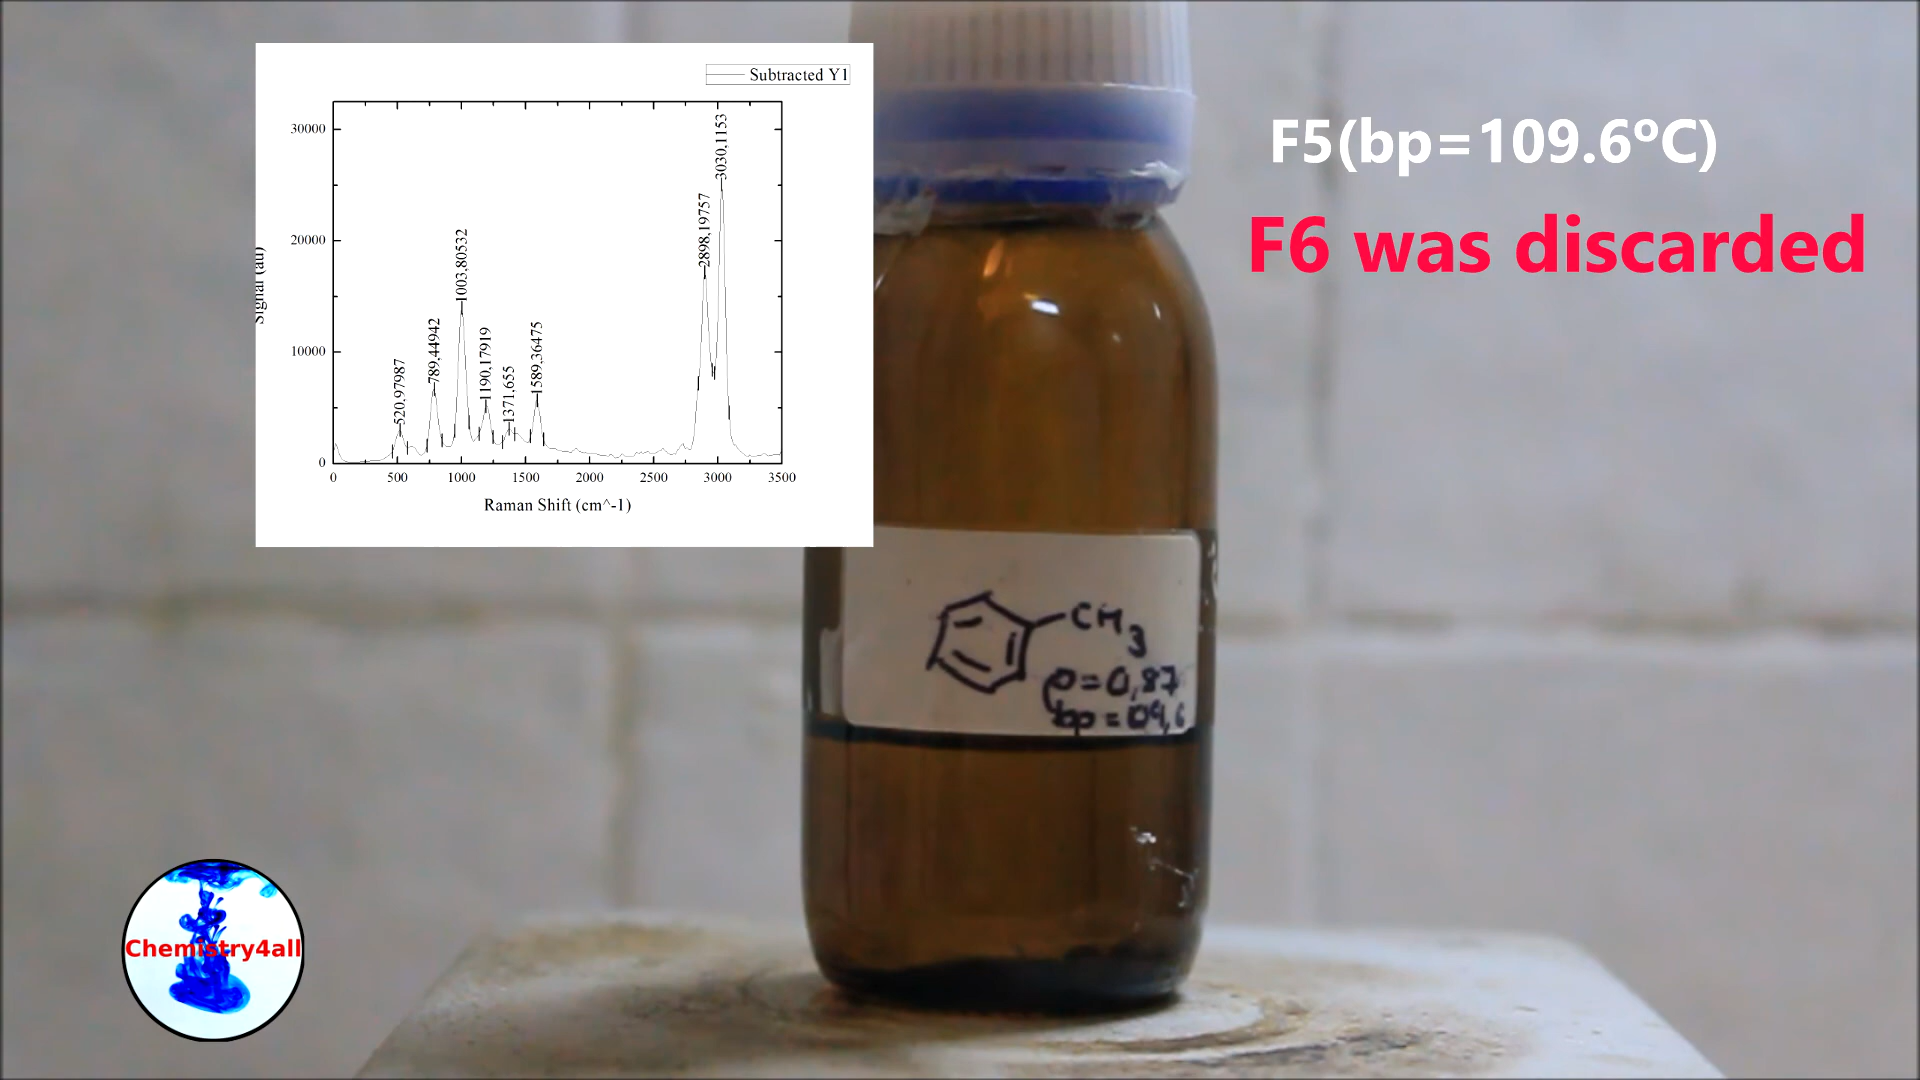 Subtracted Y1
Signal (au)
30000
20000
10000
0
520,97987
789,44942
1003,80532
1190,17919
1371,655
1589,36475
2898,19757
3030,1153
0 500 1000 1500 2000 2500 3000 3500
Raman Shift (cm^-1)
F5(bp=109.6ºC)
F6 was discarded
CH3
ρ=0,87
bp=109,6
Chemistry4all